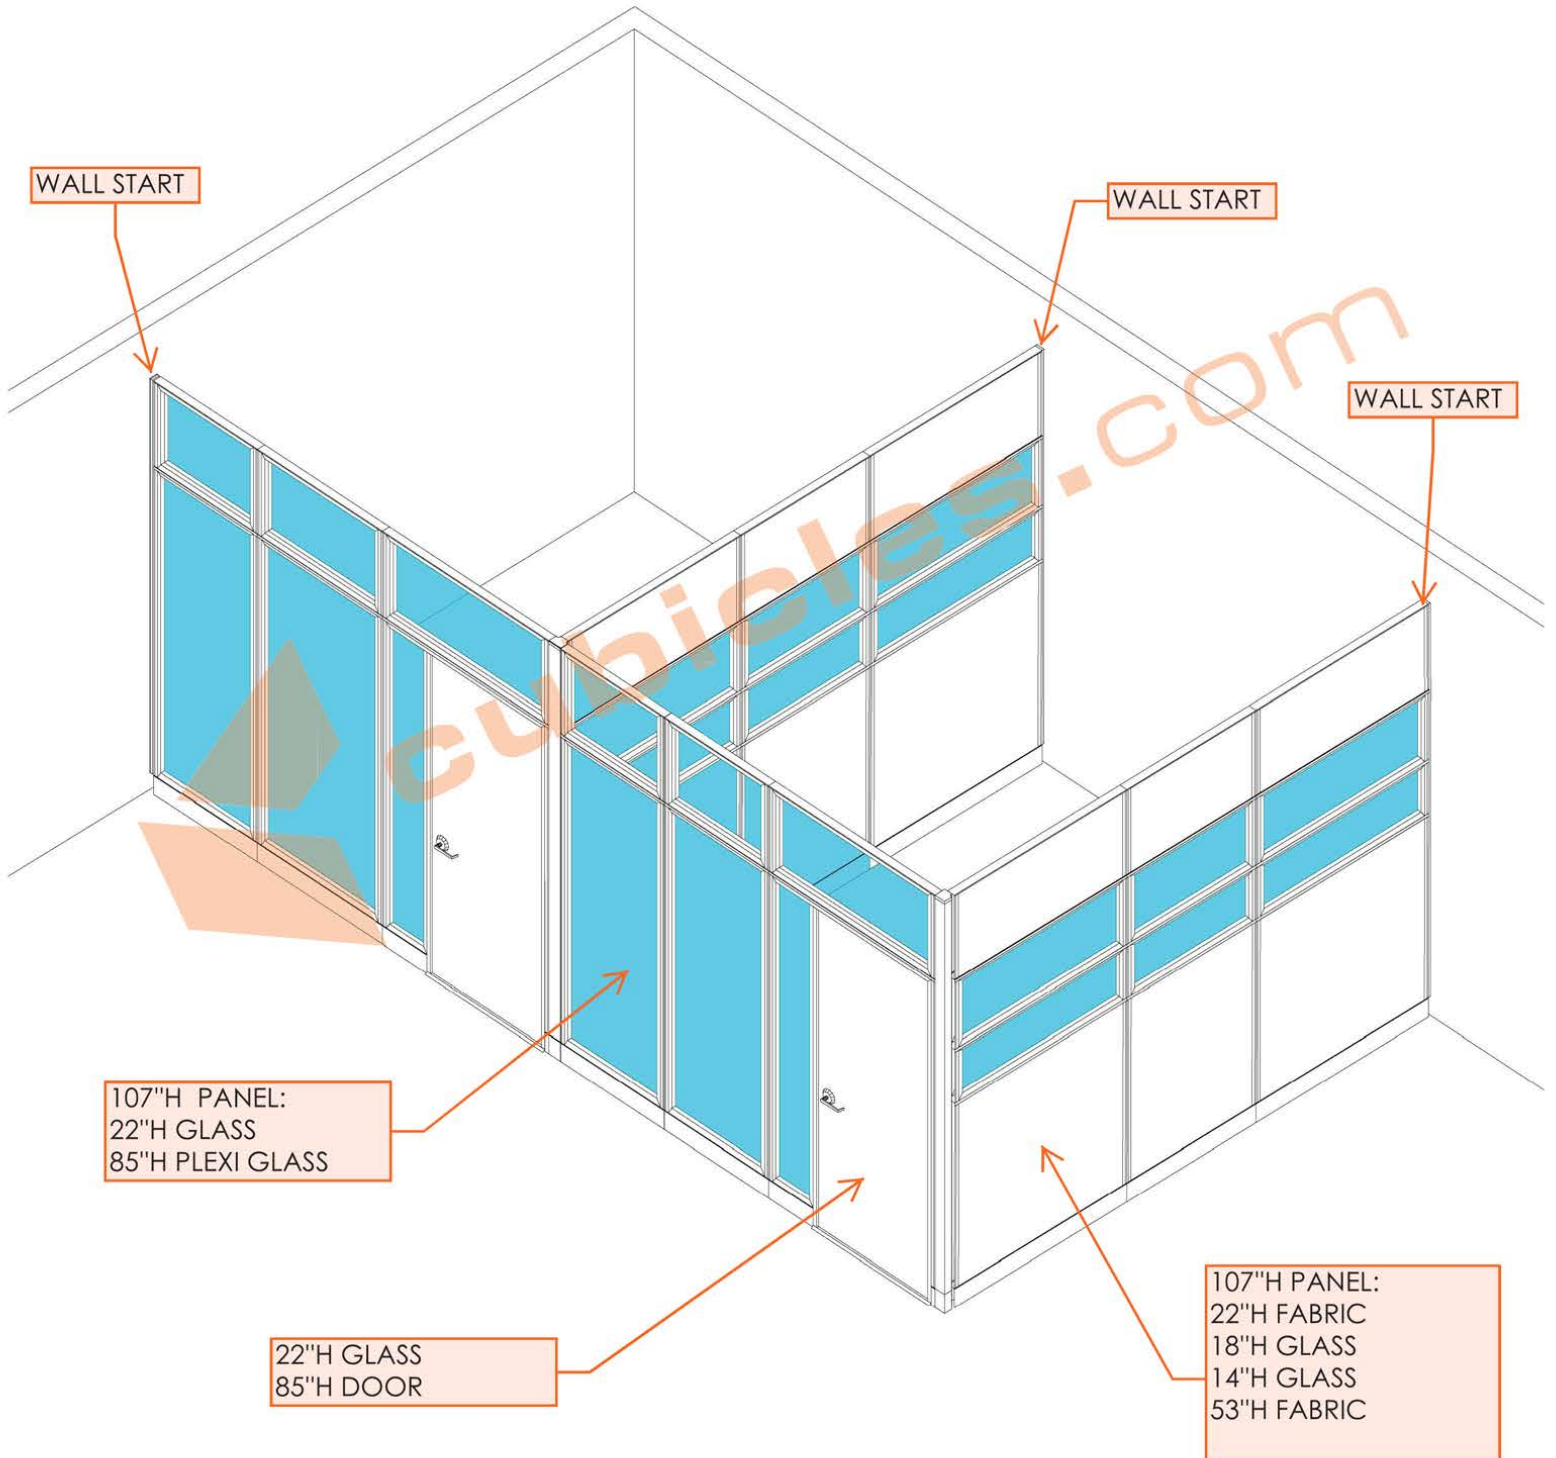 WALL START
WALL START
WALL START
cubicles.com
107"H  PANEL:
22"H GLASS
85"H PLEXI GLASS
22"H GLASS
85"H DOOR
107"H PANEL:
22"H FABRIC
18"H GLASS
14"H GLASS
53"H FABRIC